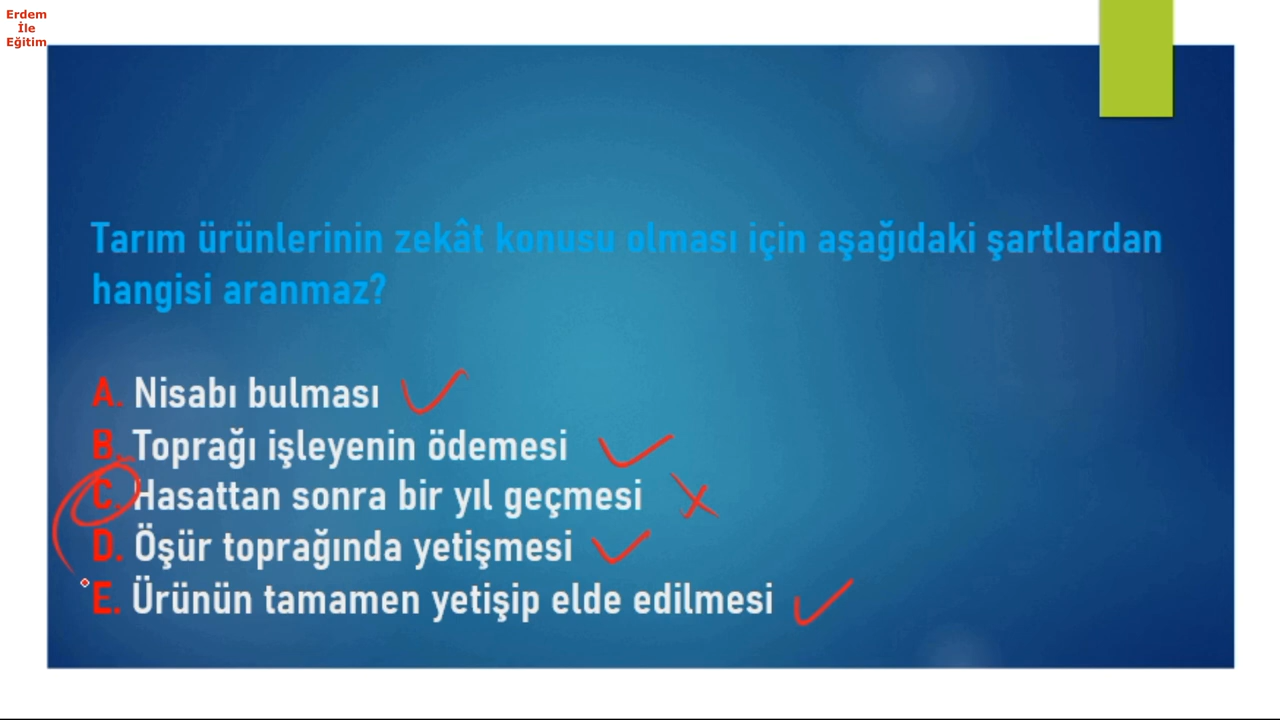 Erdem
İle
Eğitim
Tarım ürünlerinin zekât konusu olması için aşağıdaki şartlardan
hangisi aranmaz?
A. Nisabı bulması
B. Toprağı işleyenin ödemesi
C. Hasattan sonra bir yıl geçmesi
D. Öşür toprağında yetişmesi
E. Ürünün tamamen yetişip elde edilmesi